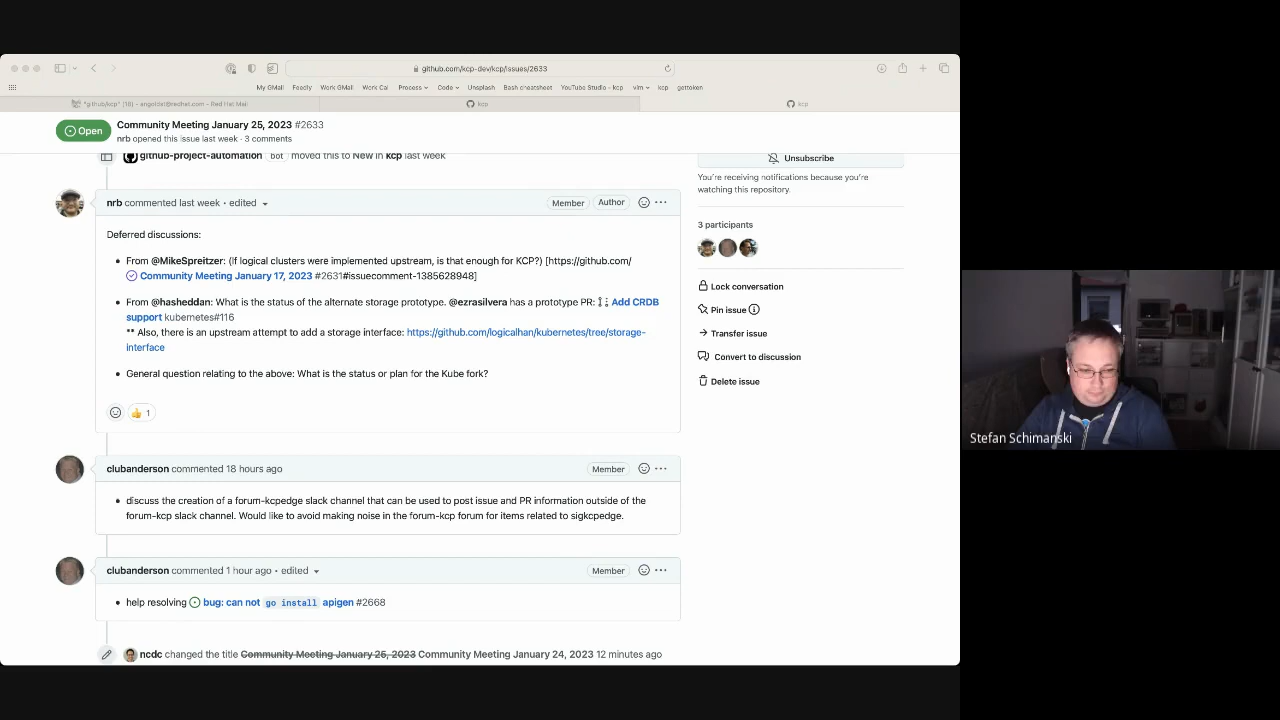 github.com/kcp-dev/kcp/issues/2633
My GMail Feedly Work GMail Work Cal Process Code Unsplash Bash cheatsheet YouTube Studio - kcp vim kcp gettoken
"github/kcp" (18) - angoldst@redhat.com - Red Hat Mail kcp kcp
Open
Community Meeting January 25, 2023 #2633
nrb opened this issue last week · 3 comments
github-project-automation bot moved this to New in kcp last week
Unsubscribe
You're receiving notifications because you're
watching this repository.
nrb commented last week • edited Member Author
Deferred discussions:
• From @MikeSpreitzer: (If logical clusters were implemented upstream, is that enough for KCP?) [https://github.com/
Community Meeting January 17, 2023 #2631#issuecomment-1385628948]
• From @hasheddan: What is the status of the alternate storage prototype. @ezrasilvera has a prototype PR: Add CRDB
support kubernetes#116
** Also, there is an upstream attempt to add a storage interface: https://github.com/logicalhan/kubernetes/tree/storage-
interface
• General question relating to the above: What is the status or plan for the Kube fork?
1
3 participants
Lock conversation
Pin issue
Transfer issue
Convert to discussion
Delete issue
clubanderson commented 18 hours ago Member
• discuss the creation of a forum-kcpedge slack channel that can be used to post issue and PR information outside of the
forum-kcp slack channel. Would like to avoid making noise in the forum-kcp forum for items related to sigkcpedge.
clubanderson commented 1 hour ago • edited Member
• help resolving bug: can not go install apigen #2668
ncdc changed the title Community Meeting January 25, 2023 Community Meeting January 24, 2023 12 minutes ago
Stefan Schimanski